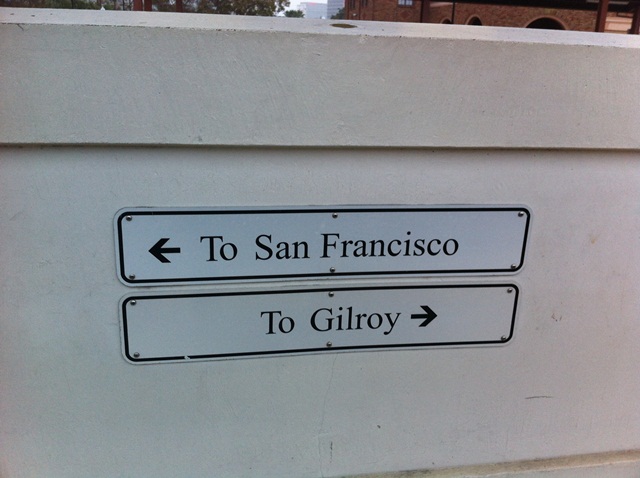 ← To San Francisco
To Gilroy →